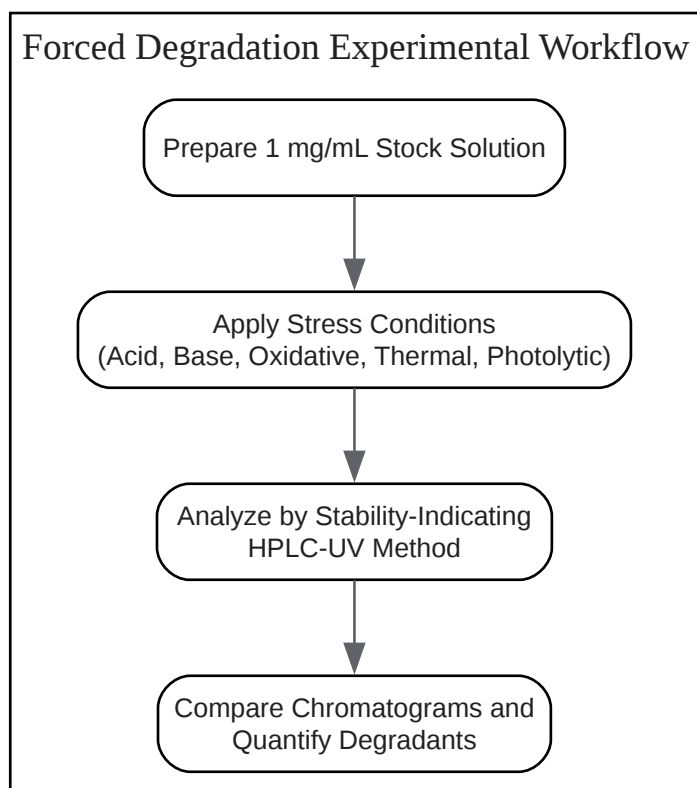 Forced Degradation Experimental Workflow
Prepare 1 mg/mL Stock Solution
Apply Stress Conditions
(Acid, Base, Oxidative, Thermal, Photolytic)
Analyze by Stability-Indicating
HPLC-UV Method
Compare Chromatograms and
Quantify Degradants